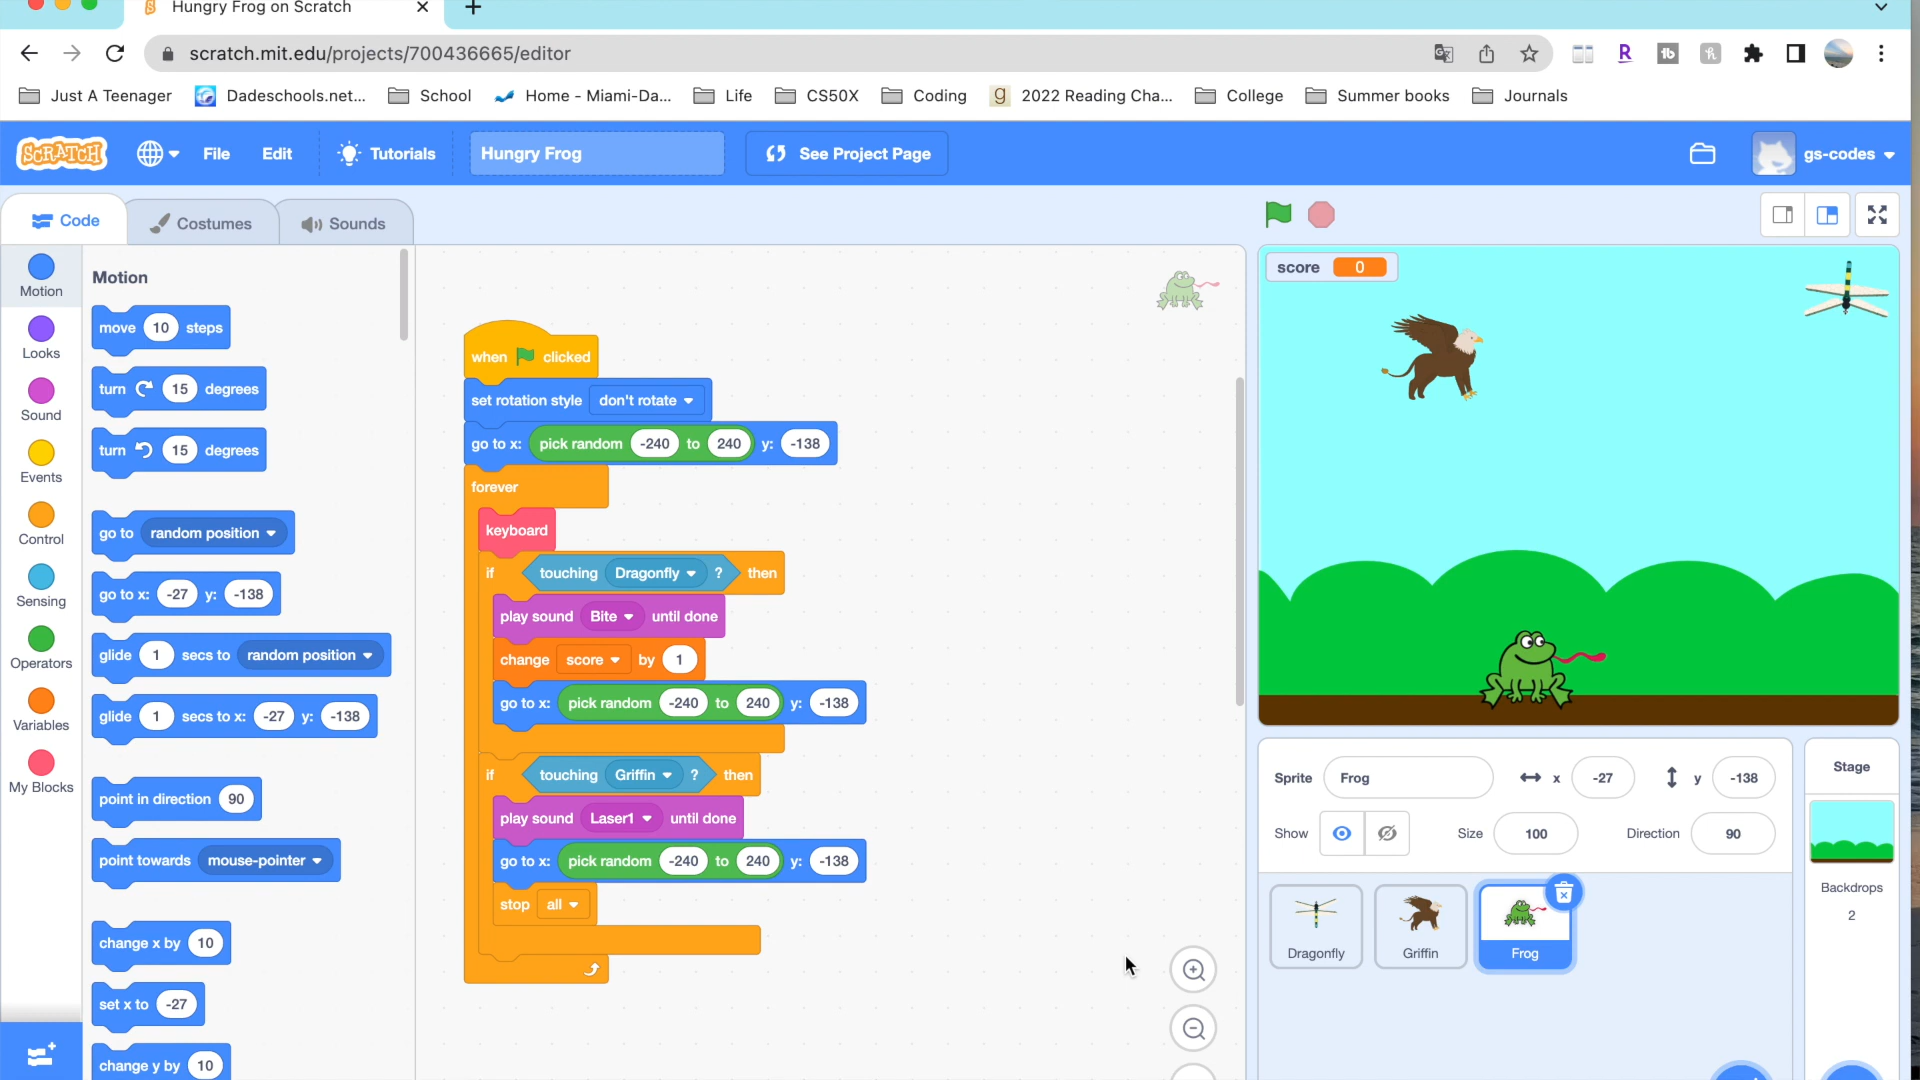 Hungry Frog on Scratch
scratch.mit.edu/projects/700436665/editor
Just A Teenager
Dadeschools.net...
School
Home - Miami-Da...
Life
CS50X
Coding
2022 Reading Cha...
College
Summer books
Journals
SCRATCH
File
Edit
Tutorials
Hungry Frog
See Project Page
gs-codes
Code
Costumes
Sounds
Motion
Looks
Sound
Events
Control
Sensing
Operators
Variables
My Blocks
Motion
move 10 steps
turn 15 degrees
turn 15 degrees
go to random position
go to x: -27 y: -138
glide 1 secs to random position
glide 1 secs to x: -27 y: -138
point in direction 90
point towards mouse-pointer
change x by 10
set x to -27
change y by 10
when clicked
set rotation style don't rotate
go to x: pick random -240 to 240 y: -138
forever
keyboard
if touching Dragonfly ? then
play sound Bite until done
change score by 1
go to x: pick random -240 to 240 y: -138
if touching Griffin ? then
play sound Laser1 until done
go to x: pick random -240 to 240 y: -138
stop all
score 0
Sprite Frog x -27 y -138
Show Size 100 Direction 90
Dragonfly
Griffin
Frog
Stage
Backdrops
2